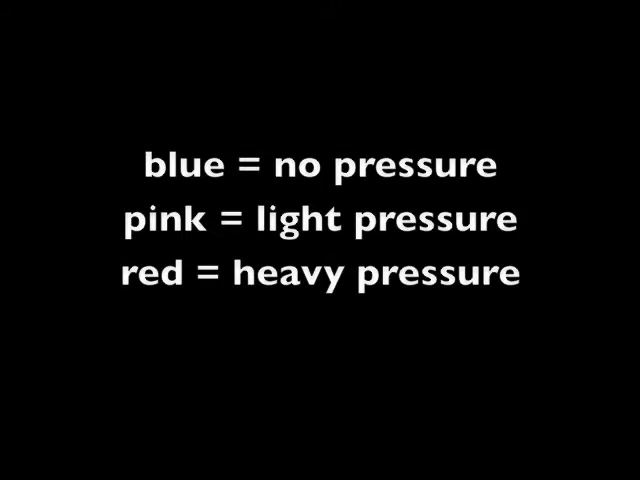 blue = no pressure
pink = light pressure
red = heavy pressure